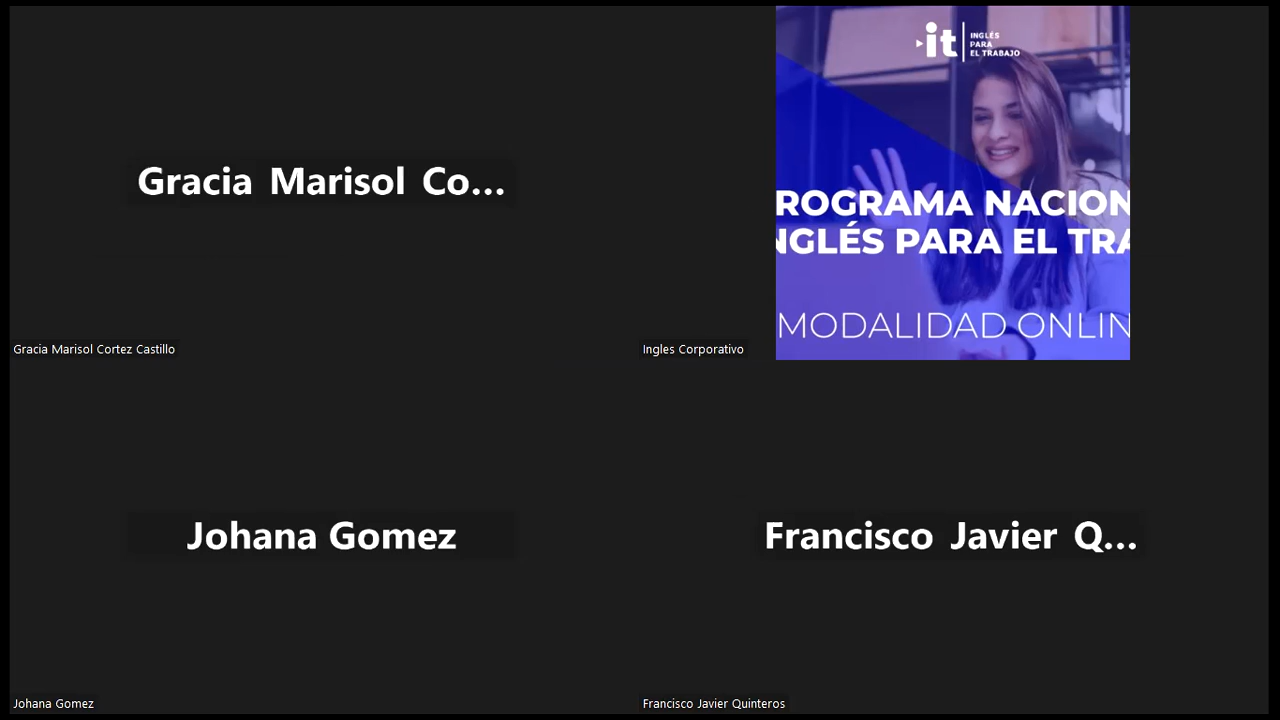 Gracia Marisol Co...
Gracia Marisol Cortez Castillo
it
INGLÉS
PARA
EL TRABAJO
ROGRAMA NACION
NGLÉS PARA EL TRA
MODALIDAD ONLIN
Ingles Corporativo
Johana Gomez
Johana Gomez
Francisco Javier Q...
Francisco Javier Quinteros